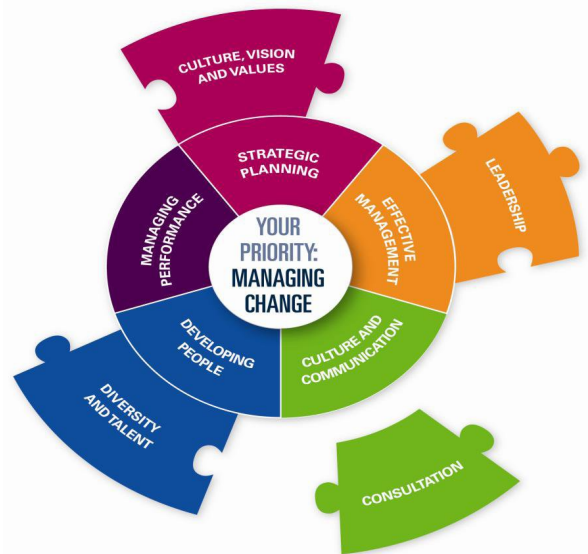 CULTURE, VISION
AND VALUES
STRATEGIC
PLANNING
LEADERSHIP
EFFECTIVE
MANAGEMENT
MANAGING
PERFORMANCE
YOUR
PRIORITY:
MANAGING
CHANGE
DEVELOPING
PEOPLE
CULTURE AND
COMMUNICATION
DIVERSITY
AND TALENT
CONSULTATION